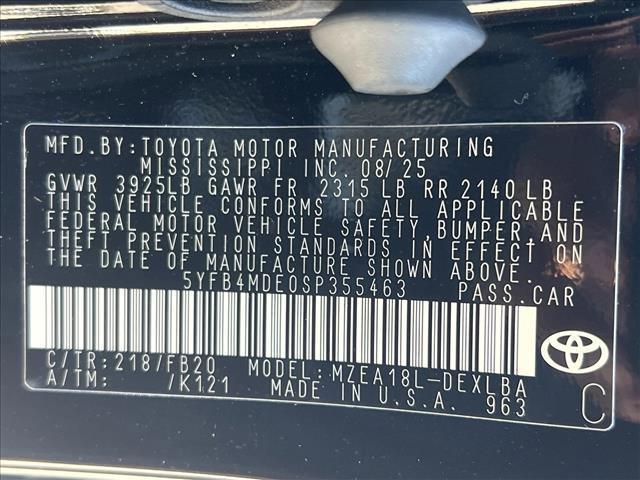 MFD.BY:TOYOTA MOTOR MANUFACTURING
MISSISSIPPI INC. 08/25
GVWR 3925LB GAWR FR 2315 LB RR 2140 LB
THIS VEHICLE CONFORMS TO ALL APPLICABLE
FEDERAL MOTOR VEHICLE SAFETY,BUMPER,AND
THEFT PREVENTION STANDARDS IN EFFECT ON
THE DATE OF MANUFACTURE SHOWN ABOVE.
5YFB4MDE0SP355463 PASS.CAR
C/TR:218/FB20 MODEL:MZEA18L-DEXLBA
A/TM: /K121 MADE IN U.S.A. 963 C